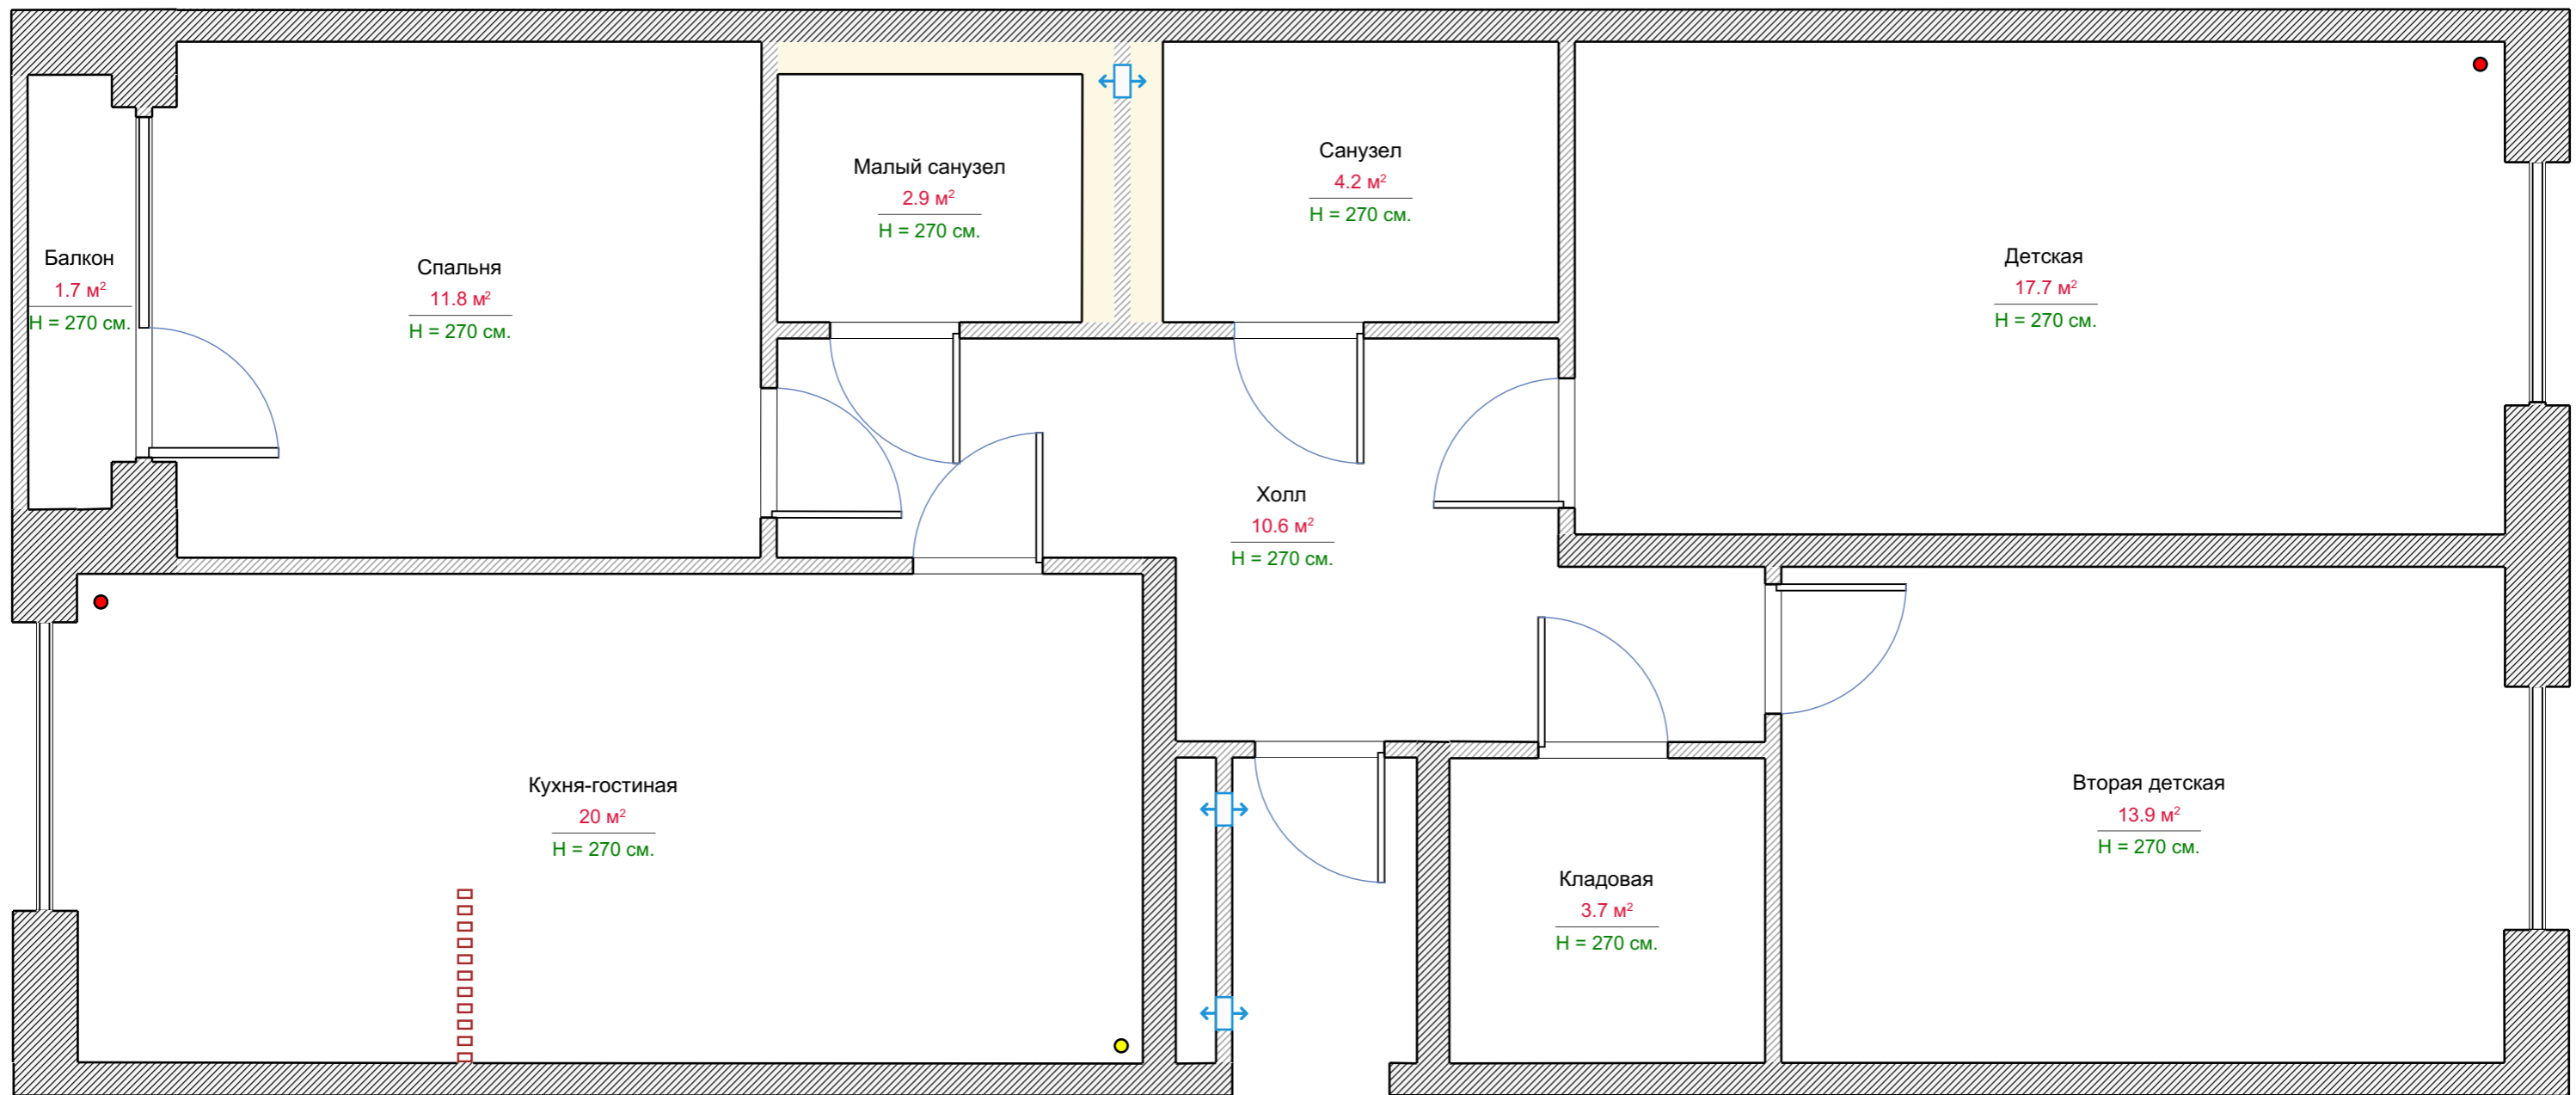 Малый санузел
2.9 м²
H = 270 см.
Санузел
4.2 м²
H = 270 см.
Балкон
1.7 м²
H = 270 см.
Спальня
11.8 м²
H = 270 см.
Детская
17.7 м²
H = 270 см.
Холл
10.6 м²
H = 270 см.
Кухня-гостиная
20 м²
H = 270 см.
Вторая детская
13.9 м²
H = 270 см.
Кладовая
3.7 м²
H = 270 см.